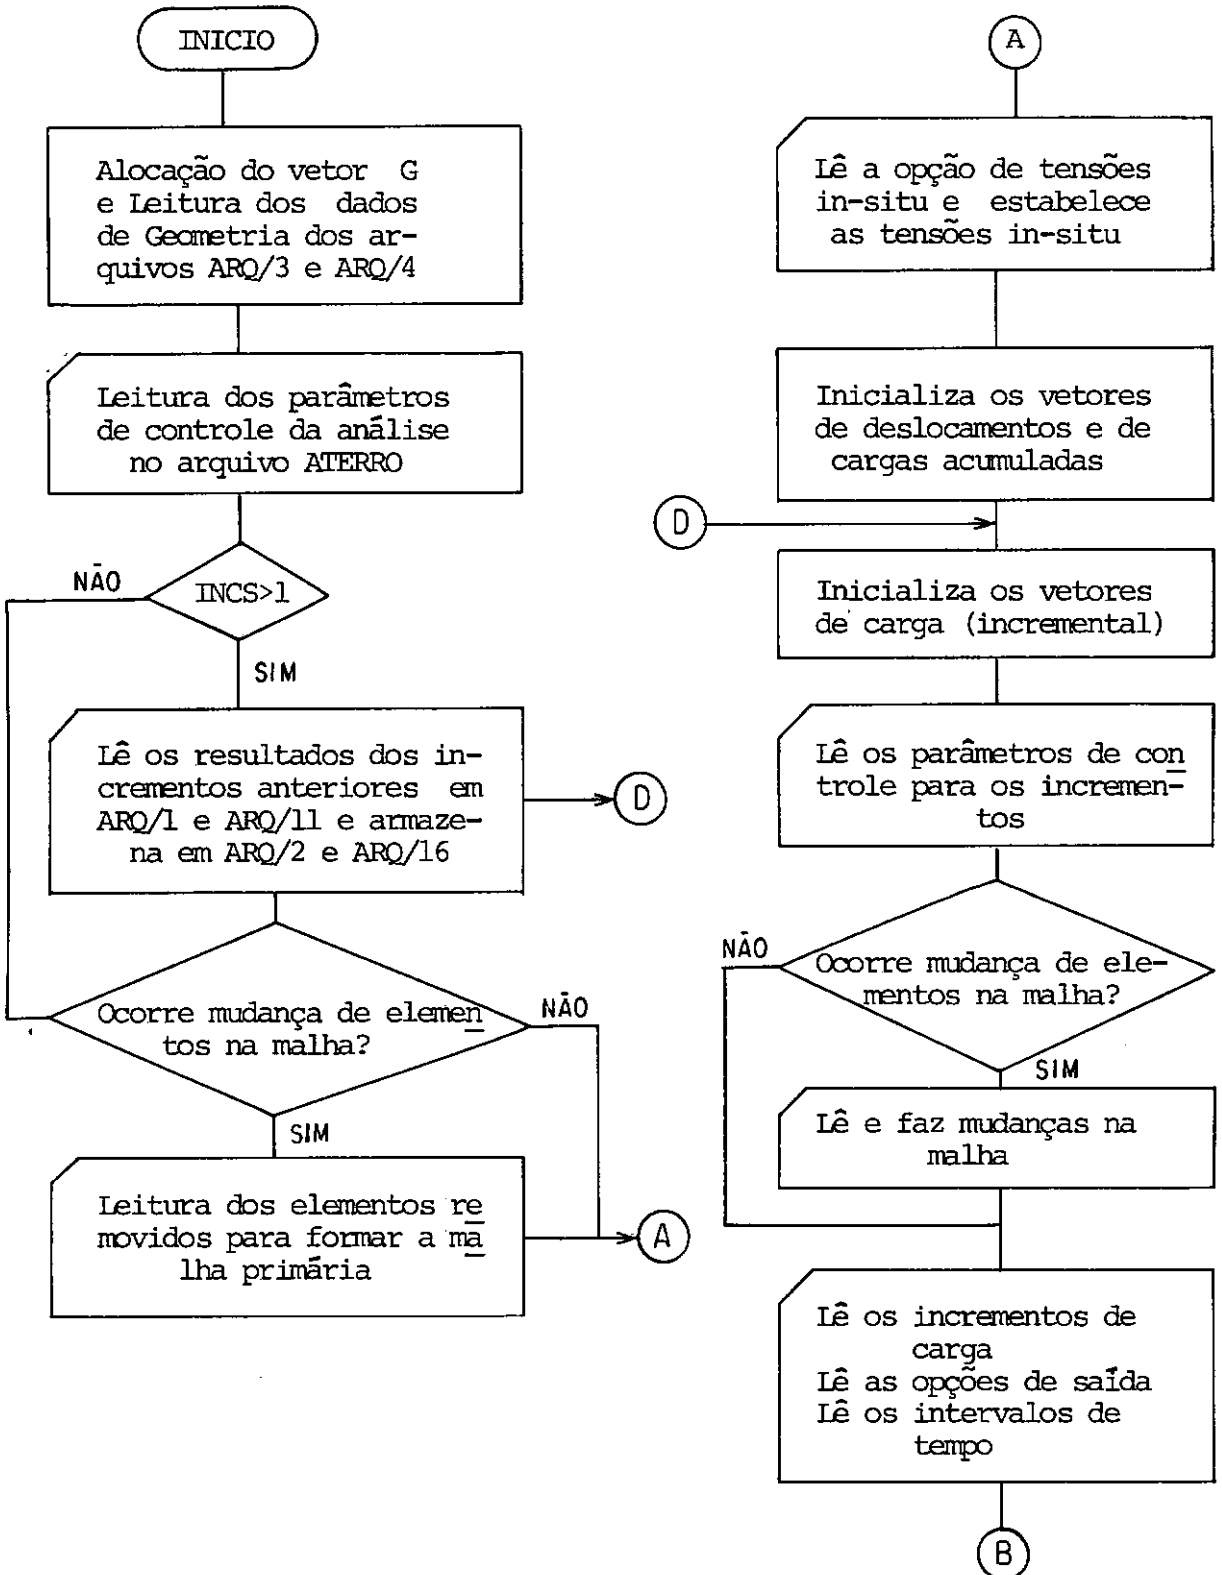 INICIO
Alocação do vetor G
e Leitura dos dados
de Geometria dos ar-
quivos ARQ/3 e ARQ/4
Leitura dos parâmetros
de controle da análise
no arquivo ATERRO
INCS>1
NÃO
SIM
Lê os resultados dos in-
crementos anteriores em
ARQ/1 e ARQ/11 e armaze-
na em ARQ/2 e ARQ/16
D
Ocorre mudança de elemen
tos na malha?
NÃO
SIM
Leitura dos elementos re
movidos para formar a ma
lha primária
A
A
Lê a opção de tensões
in-situ e estabelece
as tensões in-situ
Inicializa os vetores
de deslocamentos e de
cargas acumuladas
D
Inicializa os vetores
de carga (incremental)
Lê os parâmetros de con
trole para os incremen-
tos
NÃO
Ocorre mudança de ele-
mentos na malha?
SIM
Lê e faz mudanças na
malha
Lê os incrementos de
carga
Lê as opções de saída
Lê os intervalos de
tempo
B